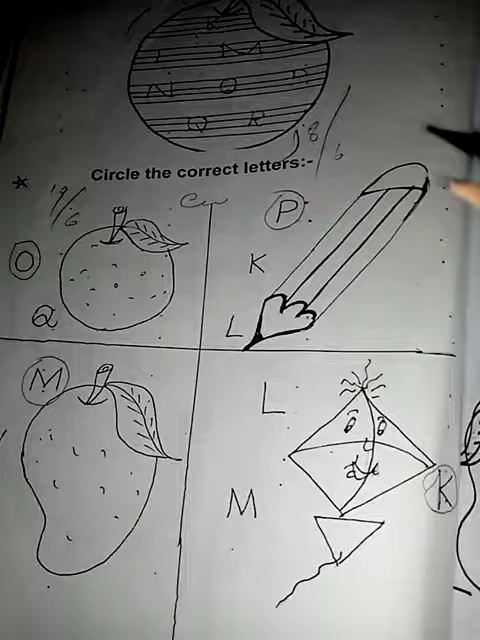 K
L M
N O
Q R
18/6
* Circle the correct letters:-
19/6
O
Q
P
K
L
M
L
M
K